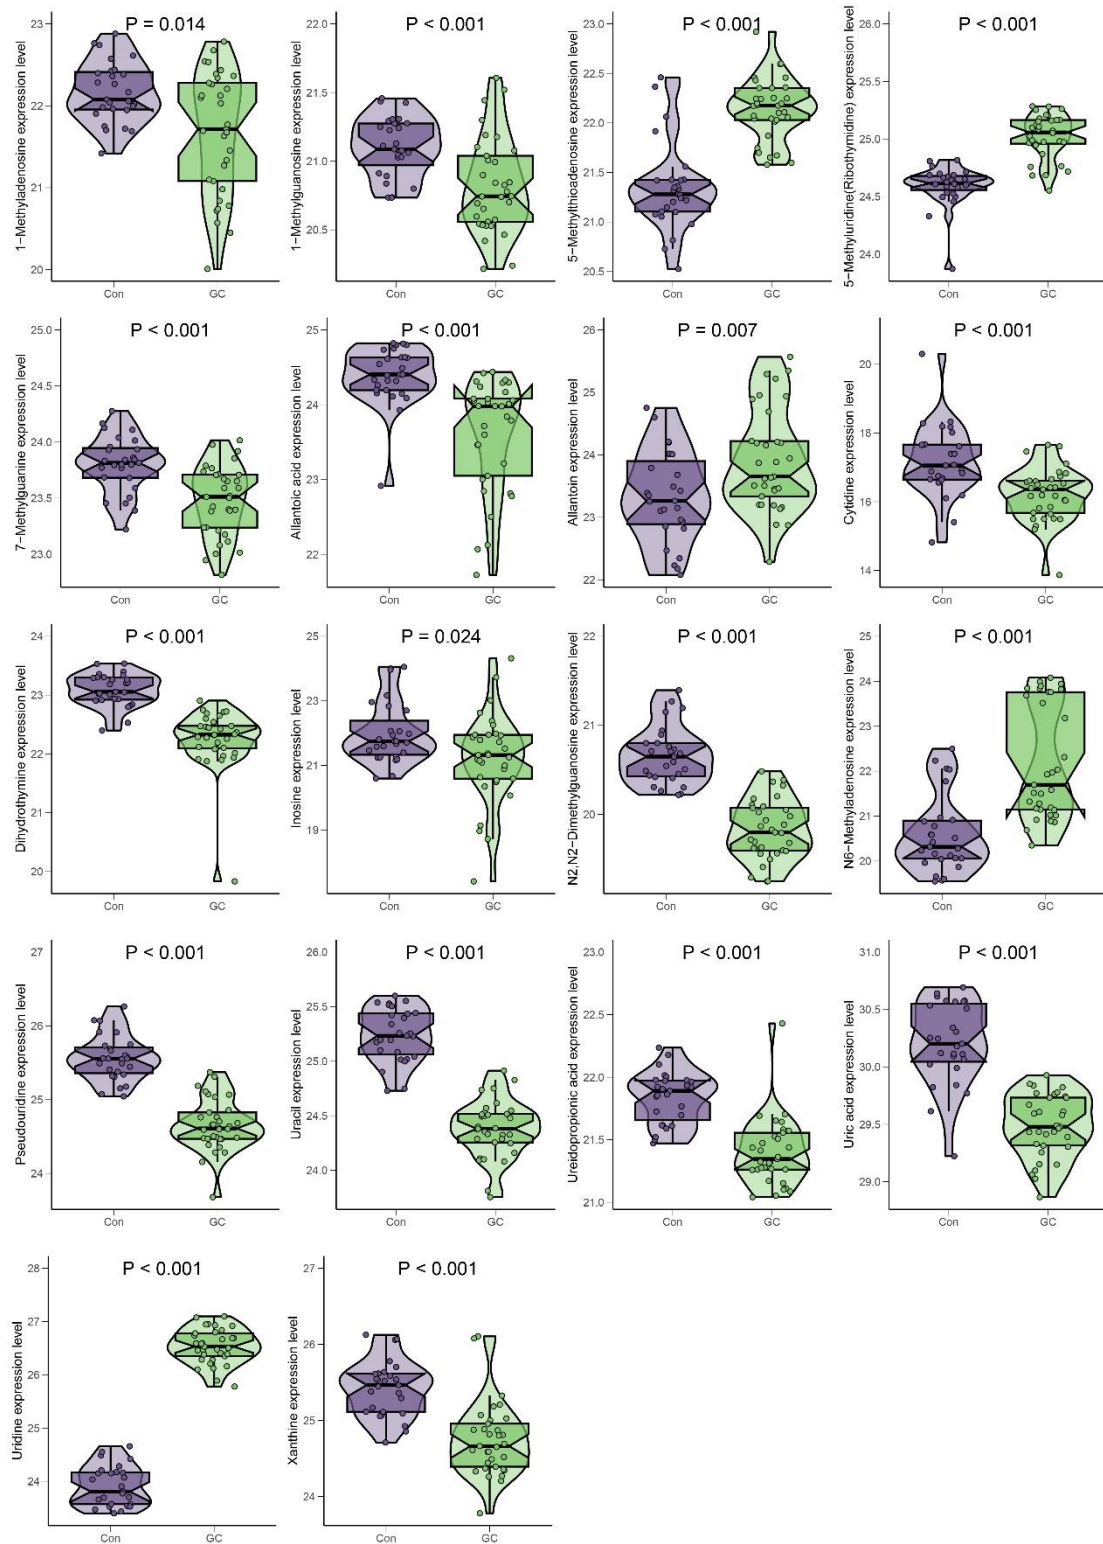 P = 0.014
1−Methyladenosine expression level
23
22
21
20
Con
GC
P < 0.001
1−Methylguanosine expression level
22.0
21.5
21.0
20.5
Con
GC
P < 0.001
5−Methylthioadenosine expression level
23.0
22.5
22.0
21.5
21.0
20.5
Con
GC
P < 0.001
5−Methyluridine(Ribothymidine) expression level
26.0
25.5
25.0
24.5
24.0
Con
GC
P < 0.001
7−Methylguanine expression level
25.0
24.5
24.0
23.5
23.0
Con
GC
P < 0.001
Allantoic acid expression level
25
24
23
22
Con
GC
P = 0.007
Allantoin expression level
26
25
24
23
22
Con
GC
P < 0.001
Cytidine expression level
20
18
16
14
Con
GC
P < 0.001
Dihydrothymine expression level
24
23
22
21
20
Con
GC
P = 0.024
Inosine expression level
25
23
21
19
Con
GC
P < 0.001
N2,N2−Dimethylguanosine expression level
22
21
20
Con
GC
P < 0.001
N6−Methyladenosine expression level
25
24
23
22
21
20
Con
GC
P < 0.001
Pseudouridine expression level
27
26
25
24
Con
GC
P < 0.001
Uracil expression level
26.0
25.5
25.0
24.5
24.0
Con
GC
P < 0.001
Ureidopropionic acid expression level
23.0
22.5
22.0
21.5
21.0
Con
GC
P < 0.001
Uric acid expression level
31.0
30.5
30.0
29.5
29.0
Con
GC
P < 0.001
Uridine expression level
28
27
26
25
24
Con
GC
P < 0.001
Xanthine expression level
27
26
25
24
Con
GC